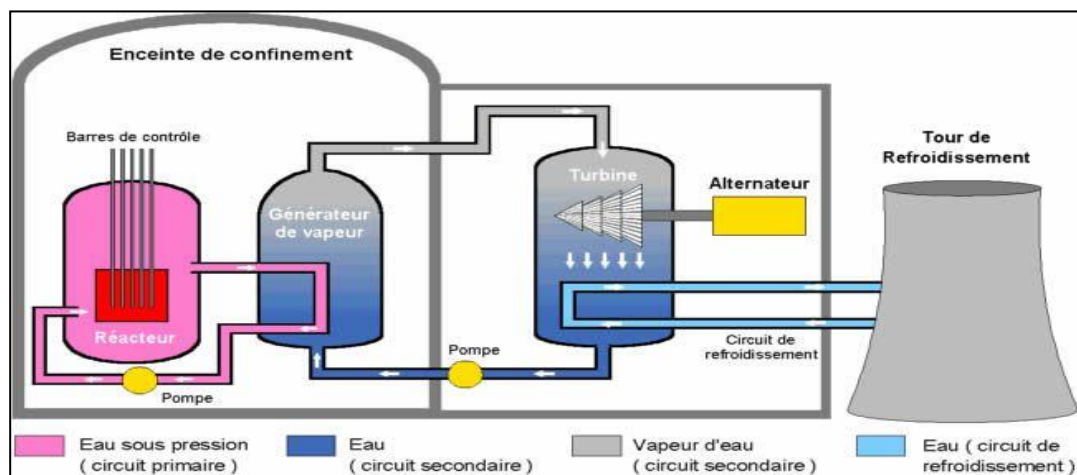 Enceinte de confinement
Barres de contrôle
Réacteur
Pompe
Générateur
de vapeur
Pompe
Turbine
Alternateur
Circuit de
refroidissement
Tour de
Refroidissement
Eau sous pression
( circuit primaire )
Eau
( circuit secondaire )
Vapeur d'eau
( circuit secondaire )
Eau ( circuit de
refroidissement )